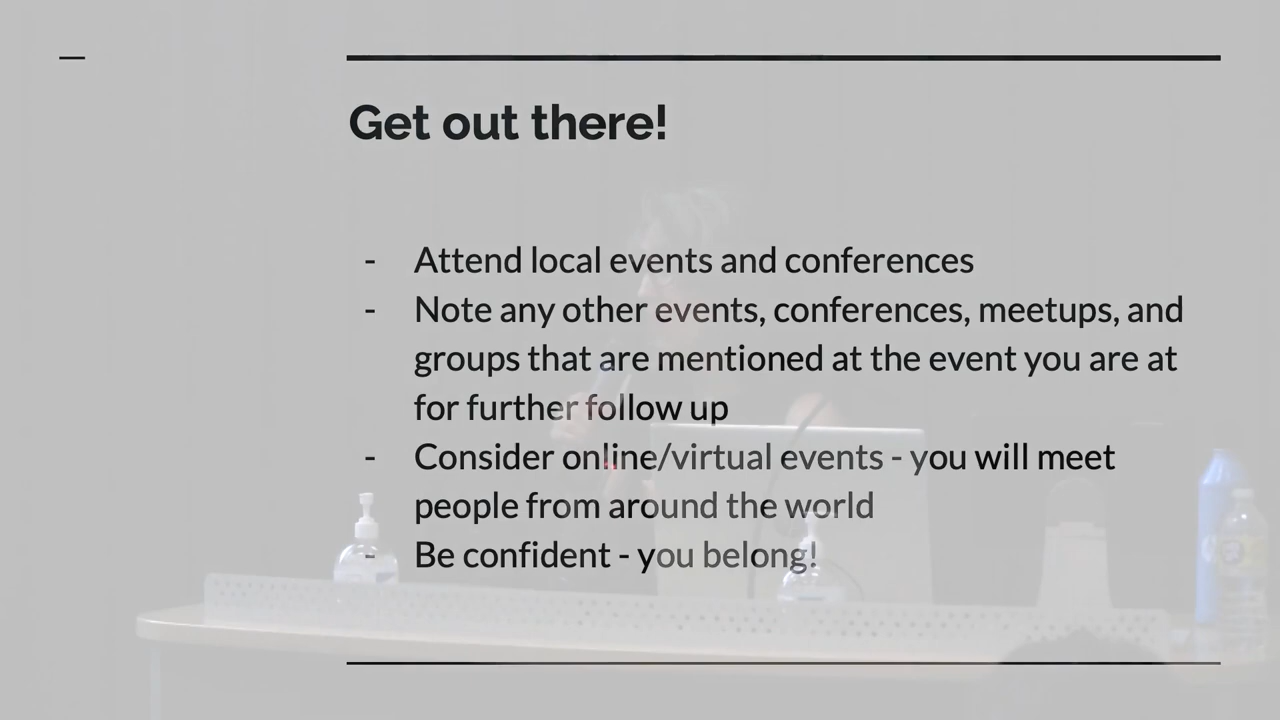 Get out there!
- Attend local events and conferences
- Note any other events, conferences, meetups, and
groups that are mentioned at the event you are at
for further follow up
- Consider online/virtual events - you will meet
people from around the world
- Be confident - you belong!